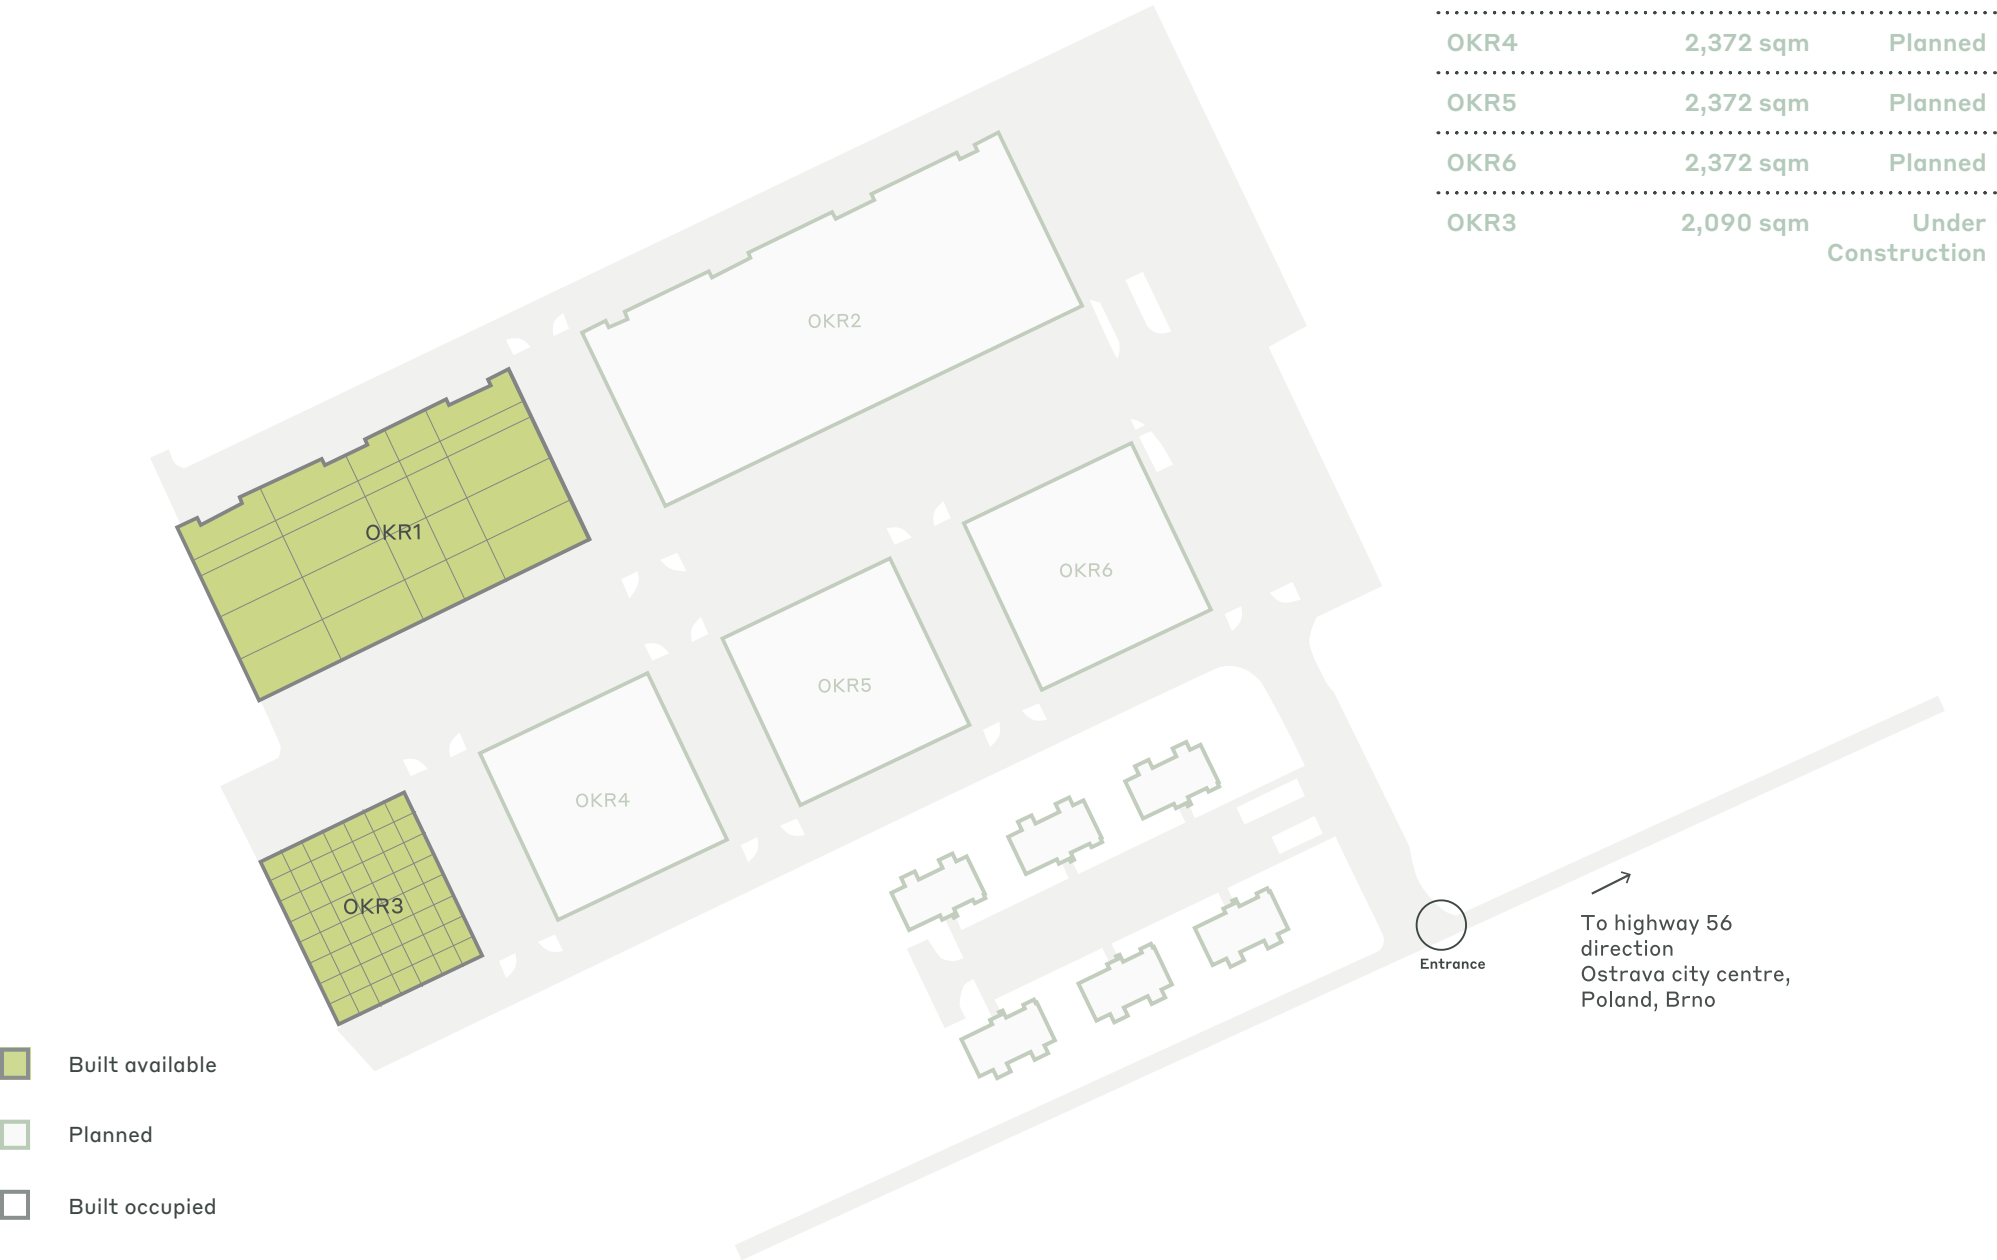 OKR4 2,372 sqm Planned
OKR5 2,372 sqm Planned
OKR6 2,372 sqm Planned
OKR3 2,090 sqm Under
Construction
OKR2
OKR1
OKR6
OKR5
OKR4
OKR3
Entrance
To highway 56
direction
Ostrava city centre,
Poland, Brno
Built available
Planned
Built occupied